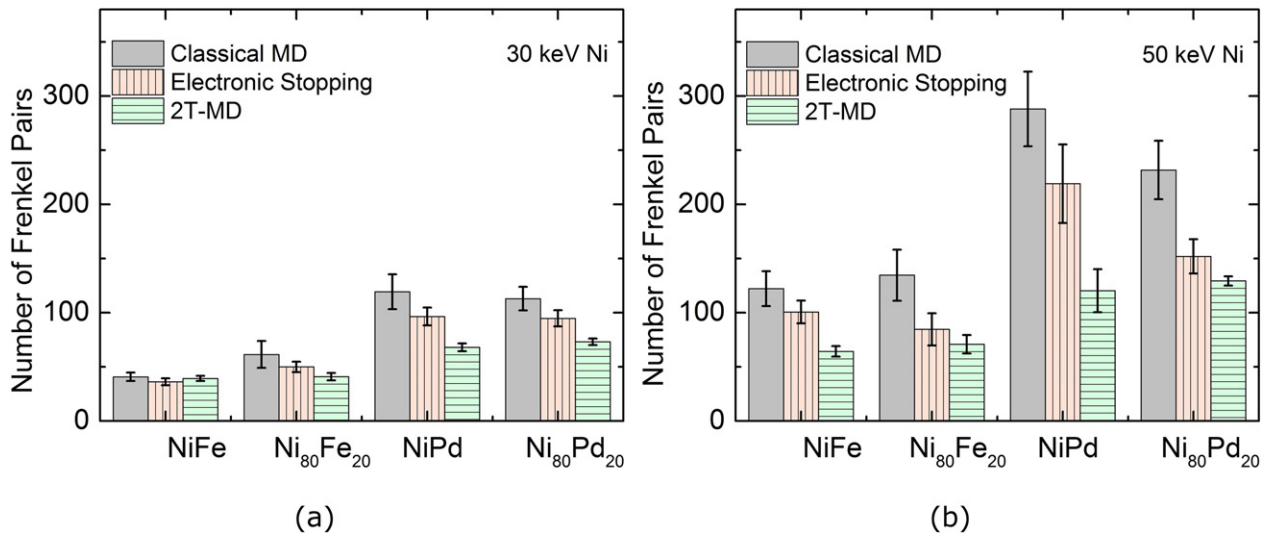 Classical MD
30 keV Ni
Electronic Stopping
2T-MD
Number of Frenkel Pairs
300
200
100
0
NiFe
Ni₈₀Fe₂₀
NiPd
Ni₈₀Pd₂₀
(a)
Classical MD
50 keV Ni
Electronic Stopping
2T-MD
Number of Frenkel Pairs
300
200
100
0
NiFe
Ni₈₀Fe₂₀
NiPd
Ni₈₀Pd₂₀
(b)